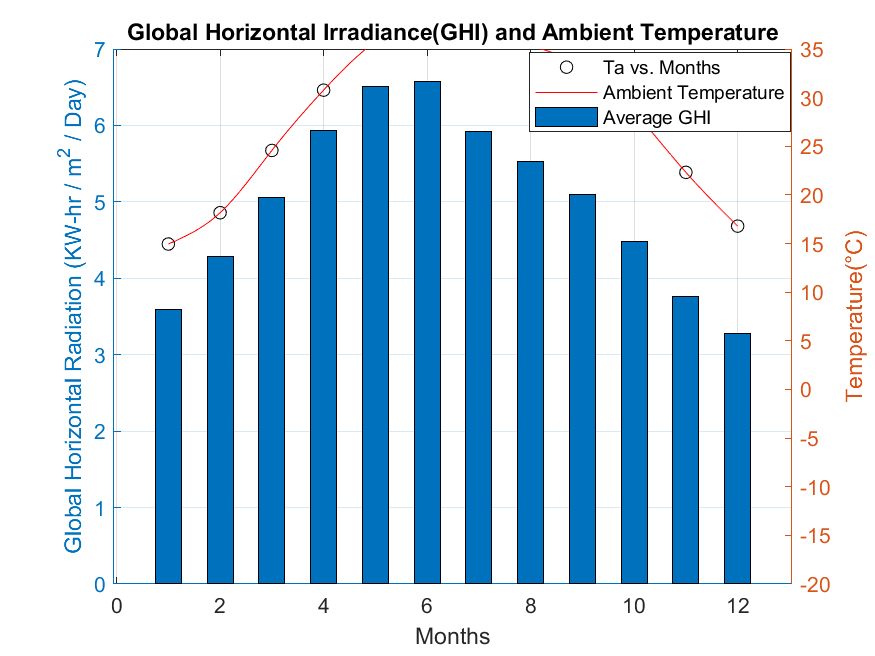 Global Horizontal Irradiance(GHI) and Ambient Temperature
Global Horizontal Radiation (KW-hr / m² / Day)
7
6
5
4
3
2
1
0
Ta vs. Months
Ambient Temperature
Average GHI
35
30
25
20
15
10
5
0
-5
-10
-15
-20
Temperature(°C)
0 2 4 6 8 10 12
Months